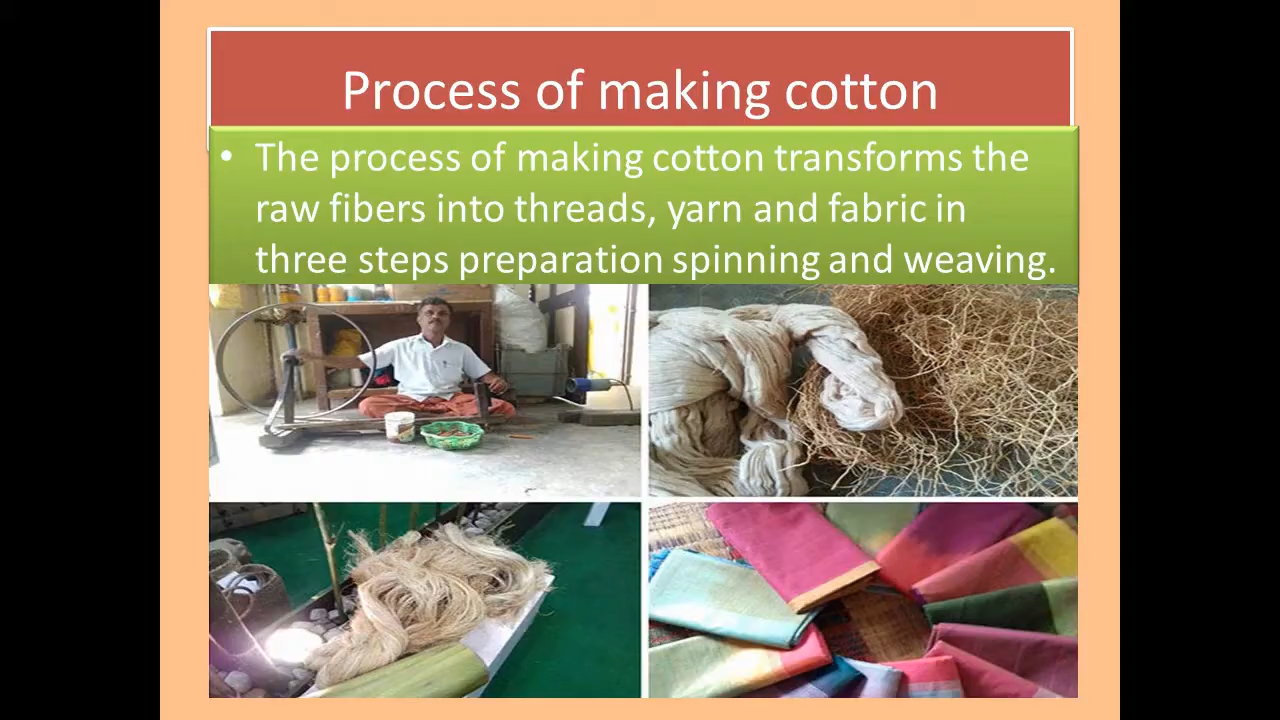 Process of making cotton
• The process of making cotton transforms the
raw fibers into threads, yarn and fabric in
three steps preparation spinning and weaving.